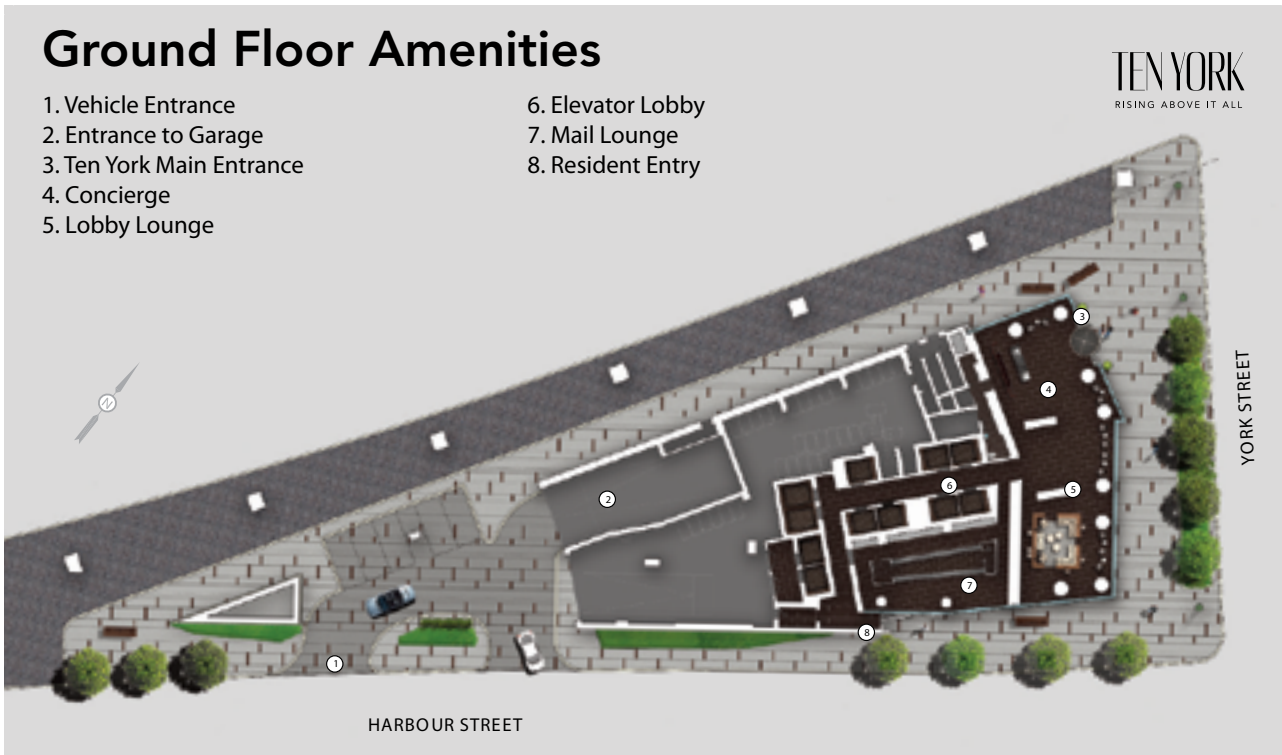 Ground Floor Amenities
1. Vehicle Entrance
2. Entrance to Garage
3. Ten York Main Entrance
4. Concierge
5. Lobby Lounge
6. Elevator Lobby
7. Mail Lounge
8. Resident Entry
TEN YORK
RISING ABOVE IT ALL
3
4
N
YORK STREET
6
5
2
7
8
1
HARBOUR STREET